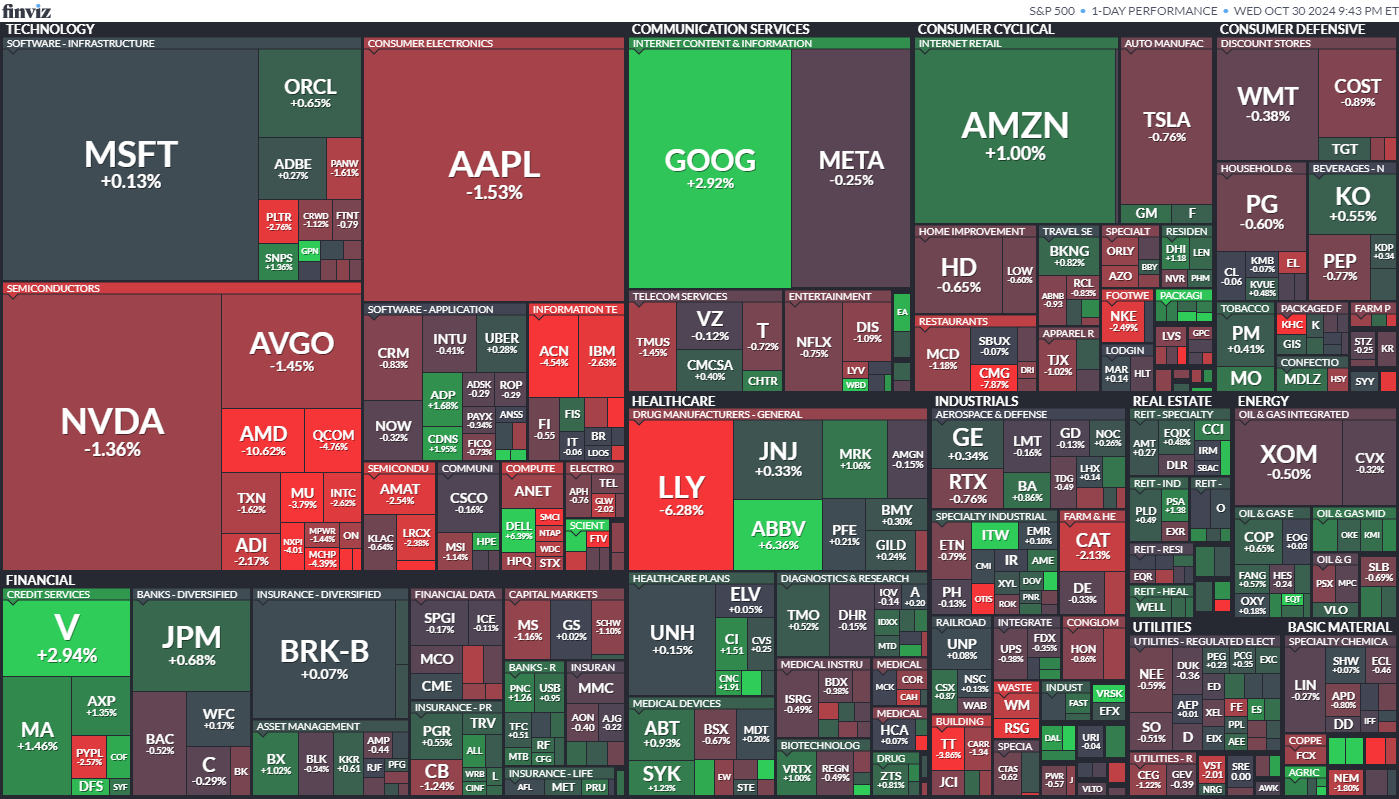 finviz
S&P 500 • 1-DAY PERFORMANCE • WED OCT 30 2024 9:43 PM ET
TECHNOLOGY
SOFTWARE - INFRASTRUCTURE
MSFT
+0.13%
ORCL
+0.65%
ADBE
+0.27%
PANW
-1.61%
PLTR
-2.76%
CRWD
-1.12%
FTNT
-0.79
SNPS
+1.36%
GPN
CONSUMER ELECTRONICS
AAPL
-1.53%
SEMICONDUCTORS
NVDA
-1.36%
AVGO
-1.45%
AMD
-10.62%
QCOM
-4.76%
TXN
-1.62%
MU
-3.79%
INTC
-2.62%
ADI
-2.17%
NXPI
-4.01
MPWR
-1.44%
ON
MCHP
-4.39%
SOFTWARE - APPLICATION
CRM
-0.83%
INTU
-0.41%
UBER
+0.28%
NOW
-0.32%
ADP
+1.68%
ADSK
-0.29
ROP
-0.29
CDNS
+1.95%
PAYX
-0.34%
ANSS
FICO
-0.73%
INFORMATION TE
ACN
-4.54%
IBM
-2.63%
FI
-0.55
FIS
IT
-0.06
BR
LDOS
SEMICONDU
AMAT
-2.54%
KLAC
-0.64%
LRCX
-2.38%
COMMUNI
CSCO
-0.16%
MSI
-1.14%
HPE
COMPUTE
ANET
DELL
+6.39%
SMCI
NTAP
WDC
HPQ
STX
ELECTRO
APH
-0.76
TEL
GLW
-2.02
SCIENT
FTV
COMMUNICATION SERVICES
INTERNET CONTENT & INFORMATION
GOOG
+2.92%
META
-0.25%
TELECOM SERVICES
TMUS
-1.45%
VZ
-0.12%
T
-0.72%
CMCSA
+0.40%
CHTR
ENTERTAINMENT
NFLX
-0.75%
DIS
-1.09%
EA
LYV
WBD
CONSUMER CYCLICAL
INTERNET RETAIL
AMZN
+1.00%
AUTO MANUFAC
TSLA
-0.76%
GM
F
HOME IMPROVEMENT
HD
-0.65%
LOW
-0.60%
TRAVEL SE
BKNG
+0.82%
ABNB
-0.93
RCL
-0.83%
SPECIALT
ORLY
AZO
BBY
RESIDEN
DHI
+1.18
LEN
NVR
PHM
RESTAURANTS
MCD
-1.18%
SBUX
-0.07%
CMG
-7.87%
DRI
APPAREL R
TJX
-1.02%
FOOTWE
NKE
-2.49%
PACKAGI
LODGIN
MAR
+0.14
HLT
LVS
GPC
CONSUMER DEFENSIVE
DISCOUNT STORES
WMT
-0.38%
COST
-0.89%
TGT
HOUSEHOLD &
PG
-0.60%
CL
-0.06
KMB
-0.07%
EL
KVUE
+0.48%
BEVERAGES - N
KO
+0.55%
PEP
-0.77%
KDP
+0.34
TOBACCO
PM
+0.41%
MO
PACKAGED F
KHC
K
GIS
FARM P
STZ
-0.25
KR
CONFECTIO
MDLZ
HSY
SYY
HEALTHCARE
DRUG MANUFACTURERS - GENERAL
LLY
-6.28%
JNJ
+0.33%
MRK
+1.06%
AMGN
-0.15%
ABBV
+6.36%
PFE
+0.21%
BMY
+0.30%
GILD
+0.24%
HEALTHCARE PLANS
UNH
+0.15%
ELV
+0.05%
CI
+1.51
CVS
+0.25
CNC
+1.91
DIAGNOSTICS & RESEARCH
TMO
+0.52%
DHR
-0.15%
IQV
-0.14
A
+0.20
IDXX
MTD
MEDICAL DEVICES
ABT
+0.93%
BSX
-0.67%
MDT
+0.20%
SYK
+1.23%
EW
STE
MEDICAL INSTRU
ISRG
-0.49%
BDX
-0.38%
MEDICAL
MCK
COR
CAH
MEDICAL
HCA
+0.07%
BIOTECHNOLOG
VRTX
+1.00%
REGN
-0.49%
DRUG
ZTS
+0.81%
INDUSTRIALS
AEROSPACE & DEFENSE
GE
+0.34%
LMT
-0.16%
GD
-0.13%
NOC
+0.26%
RTX
-0.76%
BA
+0.86%
TDG
-0.49
LHX
+0.14
SPECIALTY INDUSTRIAL
ETN
-0.79%
ITW
EMR
+0.10%
CMI
IR
AME
PH
-0.13%
OTIS
XYL
DOV
ROK
PNR
FARM & HE
CAT
-2.13%
DE
-0.33%
RAILROAD
UNP
+0.08%
CSX
+0.87
NSC
+0.13%
WAB
INTEGRATE
UPS
-0.38%
FDX
-0.35%
CONGLOM
HON
-0.86%
WASTE
WM
RSG
INDUST
FAST
VRSK
EFX
BUILDING
TT
-3.86%
CARR
-1.34
JCI
SPECIA
CTAS
-0.62
DAL
URI
-0.04
PWR
-0.57
J
VLTO
REAL ESTATE
REIT - SPECIALTY
AMT
+0.27
EQIX
+0.48%
CCI
DLR
IRM
SBAC
REIT - IND
PLD
+0.49
PSA
+1.38
EXR
REIT -
O
REIT - RESI
EQR
REIT - HEAL
WELL
ENERGY
OIL & GAS INTEGRATED
XOM
-0.50%
CVX
-0.32%
OIL & GAS E
COP
+0.65%
EOG
+0.03
FANG
+0.57%
HES
-0.24
OXY
+0.18%
EQT
OIL & GAS MID
OKE
KMI
OIL & G
PSX
MPC
VLO
SLB
-0.69%
UTILITIES
UTILITIES - REGULATED ELECT
NEE
-0.59%
DUK
-0.36
PEG
+0.23
PCG
+0.35
EXC
SO
-0.51%
AEP
+0.01
ED
XEL
FE
ES
D
PPL
EIX
AEE
UTILITIES - R
CEG
-1.22%
GEV
-0.39
VST
-2.01
SRE
0.00
NRG
AWK
BASIC MATERIAL
SPECIALTY CHEMICA
LIN
-0.27%
SHW
+0.07%
ECL
-0.46
APD
-0.80%
DD
IFF
COPPE
FCX
AGRIC
NEM
-1.80%
FINANCIAL
CREDIT SERVICES
V
+2.94%
MA
+1.46%
AXP
+1.35%
PYPL
-2.57%
COF
DFS
SYF
BANKS - DIVERSIFIED
JPM
+0.68%
BAC
-0.52%
WFC
+0.17%
C
-0.29%
BK
INSURANCE - DIVERSIFIED
BRK-B
+0.07%
ASSET MANAGEMENT
BX
+1.02%
BLK
-0.34%
KKR
+0.61
AMP
-0.44
RJF
PFG
FINANCIAL DATA
SPGI
-0.17%
ICE
-0.11%
MCO
CME
INSURANCE - PR
PGR
+0.55%
TRV
ALL
CB
-1.24%
WRB
L
CINF
CAPITAL MARKETS
MS
-1.16%
GS
+0.02%
SCHW
-1.10%
BANKS - R
PNC
+1.26
USB
+0.95
TFC
+0.51
RF
MTB
CFG
INSURAN
MMC
AON
-0.40
AJG
-0.22
INSURANCE - LIFE
AFL
MET
PRU